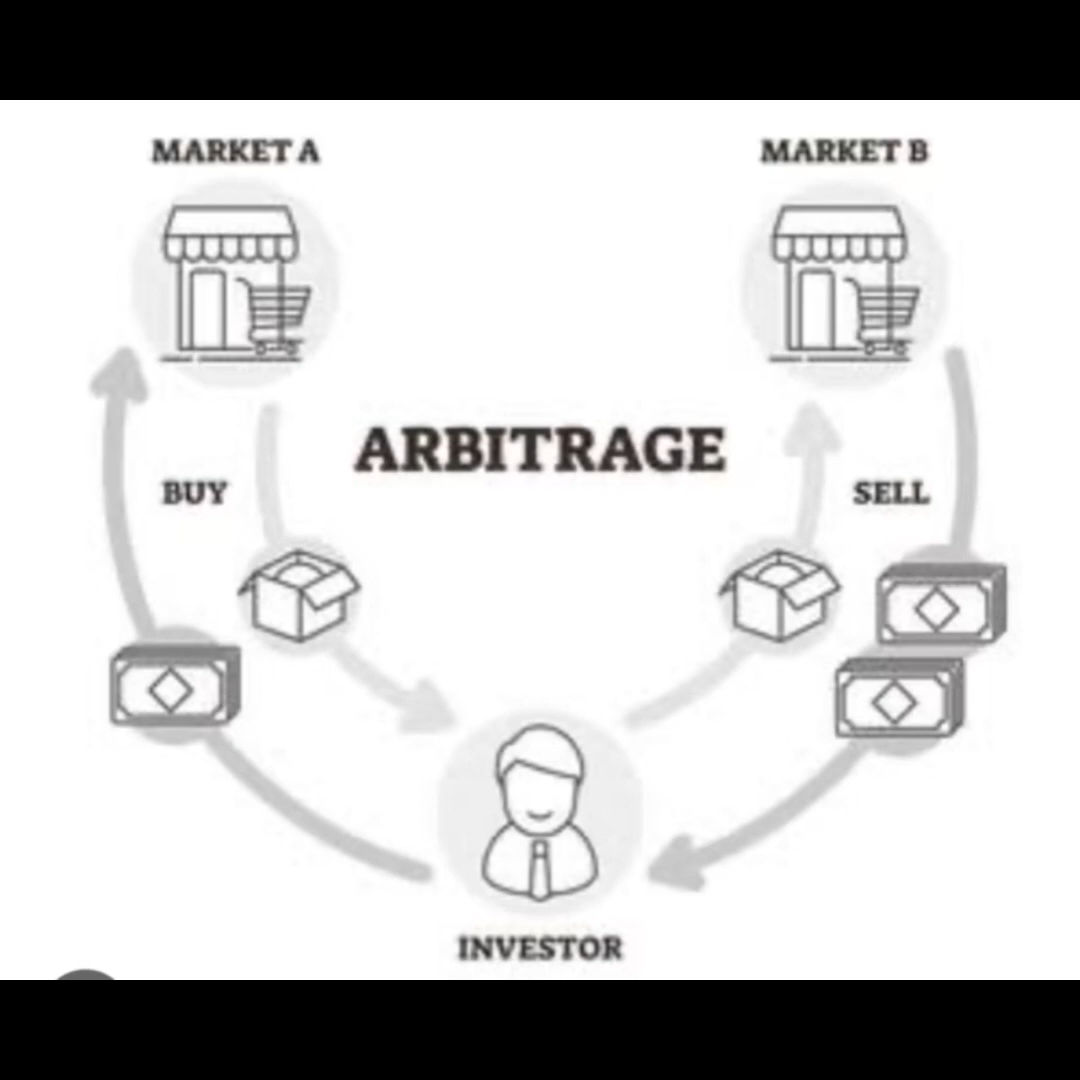 MARKET A
MARKET B
ARBITRAGE
BUY
SELL
INVESTOR